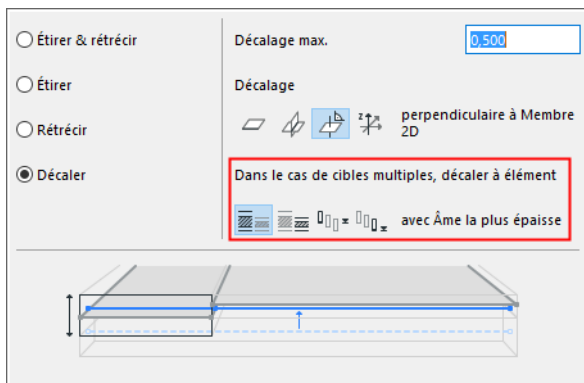 Étirer & rétrécir
Décalage max.
0,500
Étirer
Décalage
Rétrécir
z
perpendiculaire à Membre
2D
Décaler
Dans le cas de cibles multiples, décaler à élément
avec Âme la plus épaisse